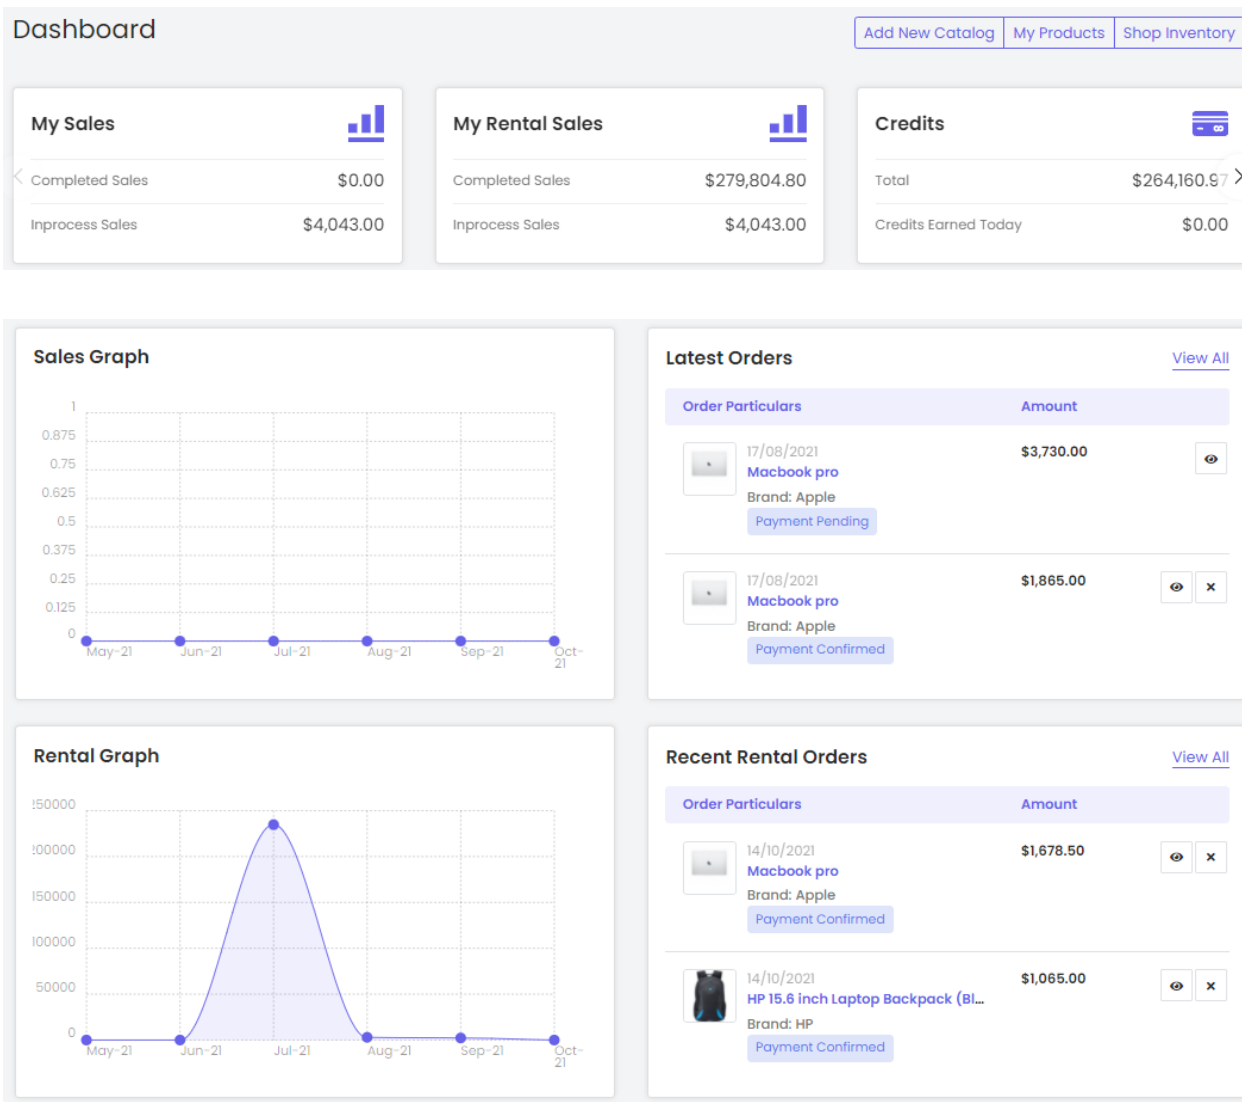 Dashboard
Add New Catalog
My Products
Shop Inventory
My Sales
Completed Sales $0.00
Inprocess Sales $4,043.00
My Rental Sales
Completed Sales $279,804.80
Inprocess Sales $4,043.00
Credits
Total $264,160.97
Credits Earned Today $0.00
Sales Graph
1
0.875
0.75
0.625
0.5
0.375
0.25
0.125
0
May-21 Jun-21 Jul-21 Aug-21 Sep-21 Oct-
21
Latest Orders View All
Order Particulars Amount
17/08/2021 $3,730.00
Macbook pro
Brand: Apple
Payment Pending
17/08/2021 $1,865.00
Macbook pro
Brand: Apple
Payment Confirmed
Rental Graph
50000
0
May-21 Jun-21 Jul-21 Aug-21 Sep-21 Oct-
21
Recent Rental Orders View All
Order Particulars Amount
14/10/2021 $1,678.50
Macbook pro
Brand: Apple
Payment Confirmed
14/10/2021 $1,065.00
HP 15.6 inch Laptop Backpack (Bl...
Brand: HP
Payment Confirmed